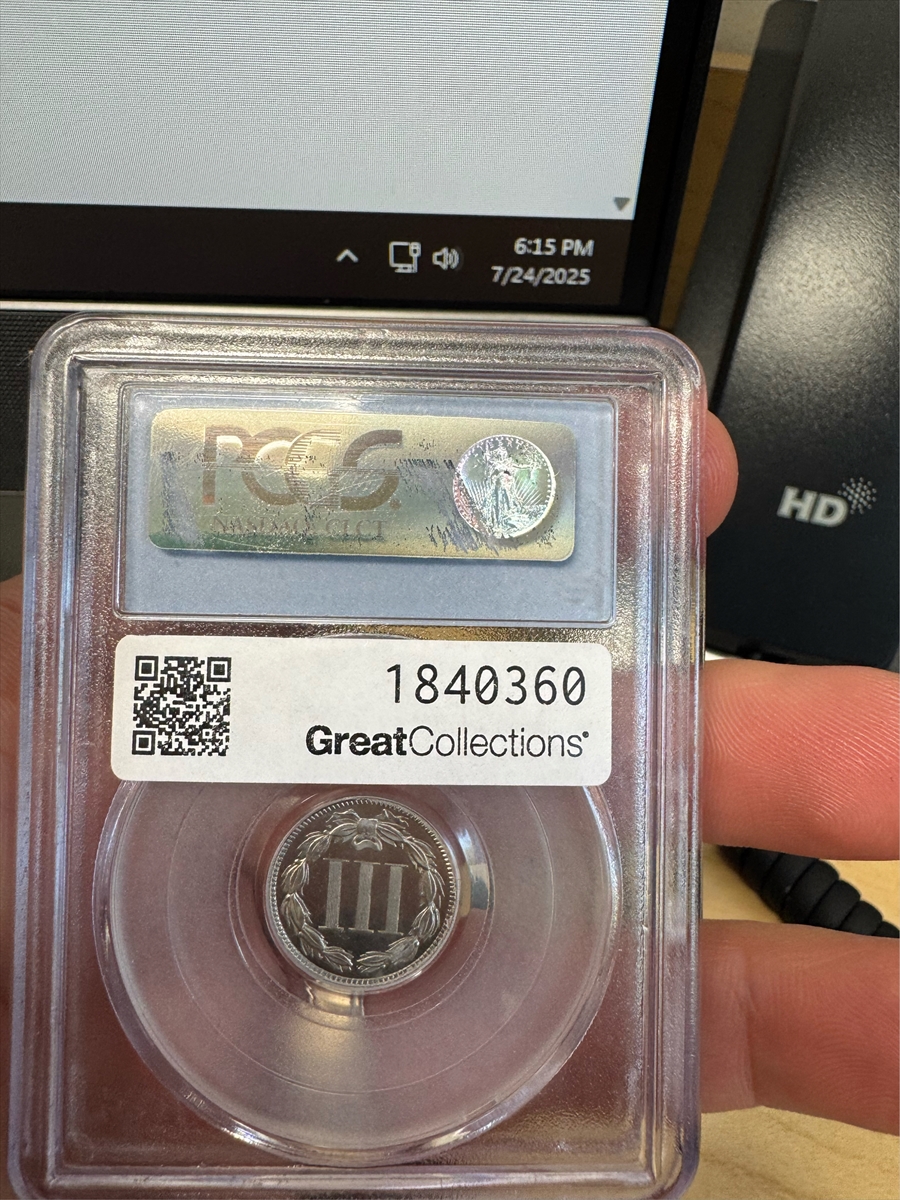 6:15 PM
7/24/2025
HD
PCGS
1840360
GreatCollections
III